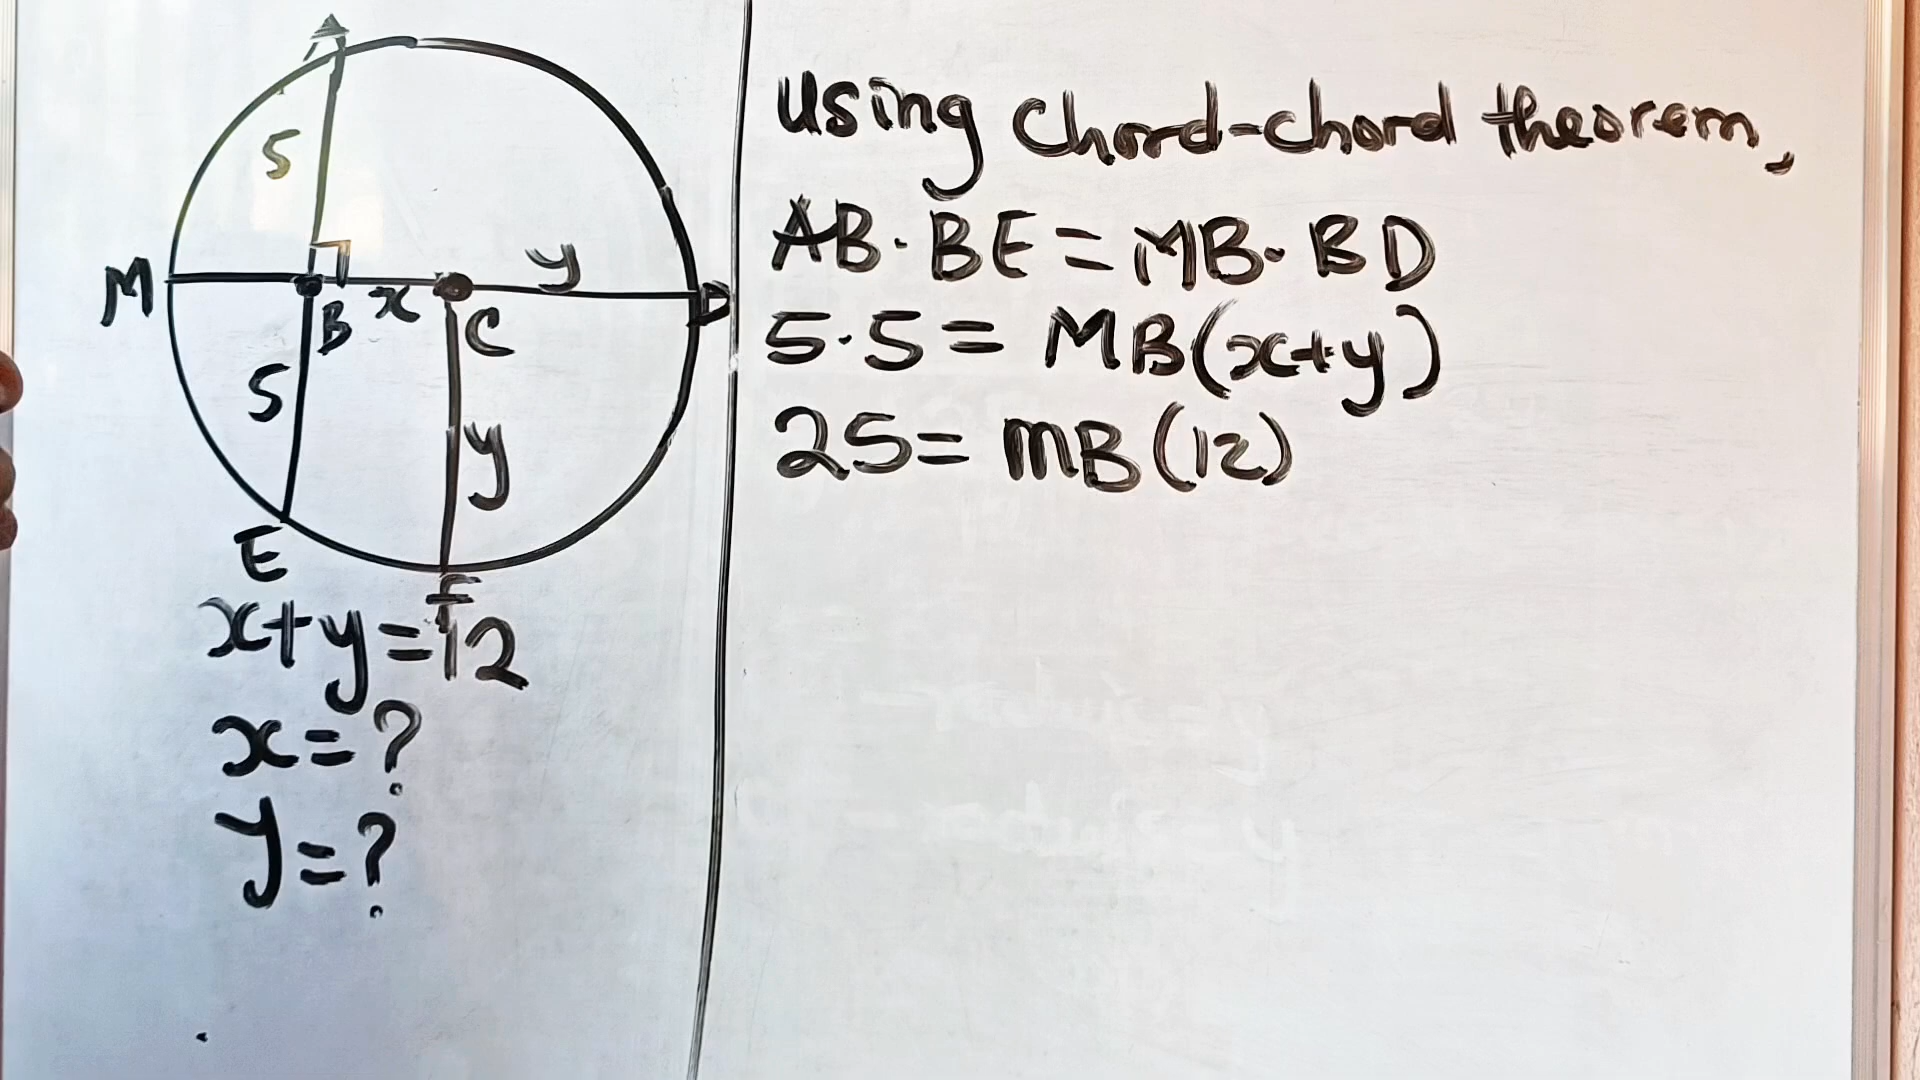 A
5
M
B
x
C
y
D
5
y
E
F
x+y=12
x=?
y=?
Using Chord-chord theorem,
AB·BE=MB·BD
5·5=MB(x+y)
25=MB(12)